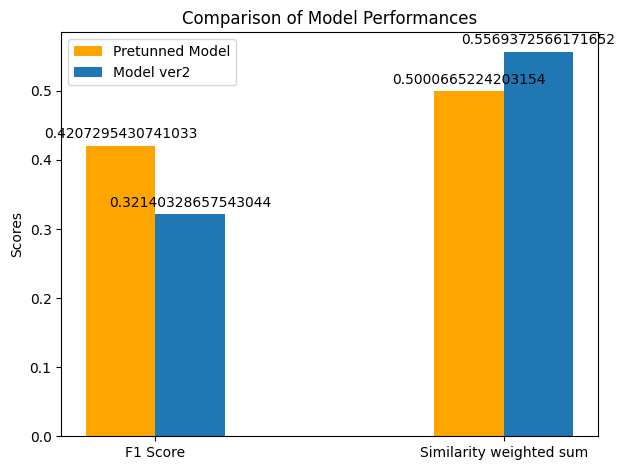 Comparison of Model Performances
Pretunned Model
Model ver2
0.5569372566171652
0.5000665224203154
0.4207295430741033
0.32140328657543044
Scores
0.5
0.4
0.3
0.2
0.1
0.0
F1 Score
Similarity weighted sum